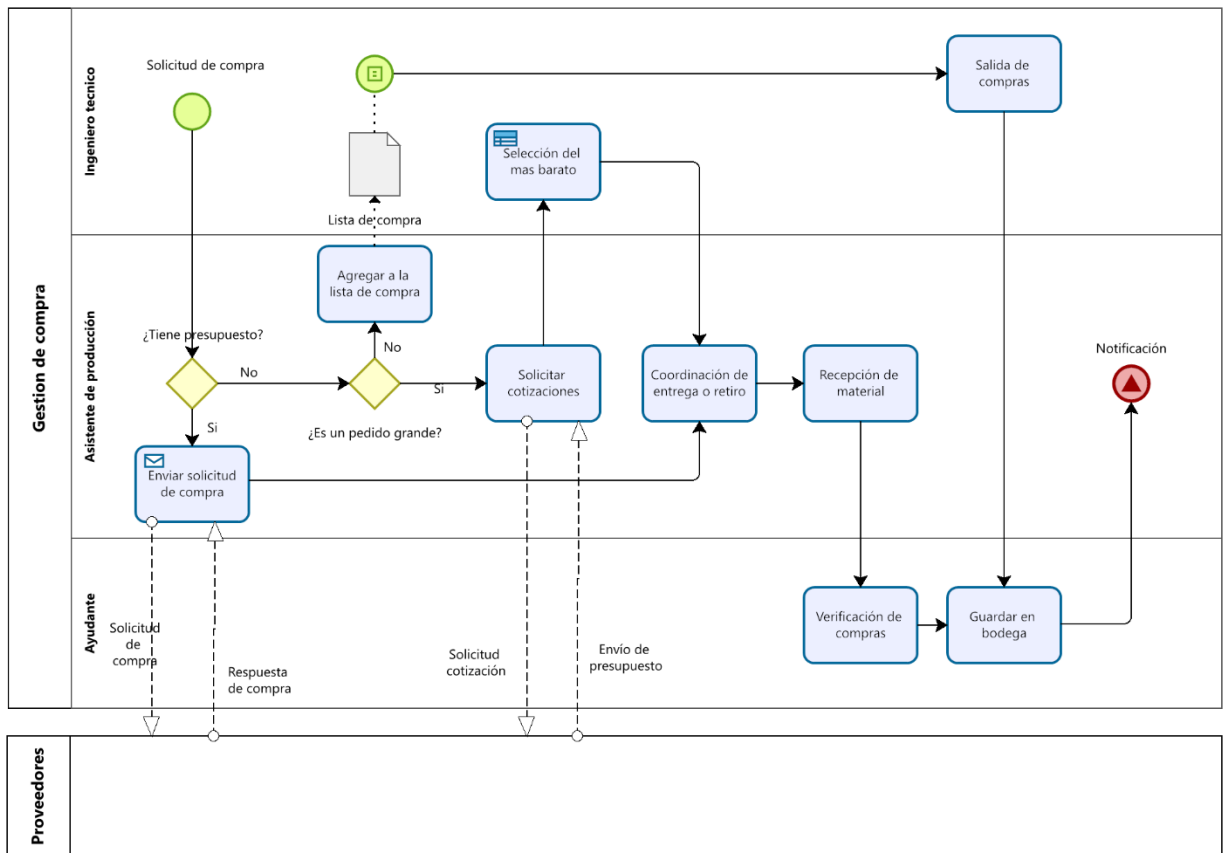 Gestion de compra
Ingeniero tecnico
Solicitud de compra
Lista de compra
Selección del
mas barato
Salida de
compras
Asistente de producción
¿Tiene presupuesto?
No
Si
Agregar a la
lista de compra
No
Si
¿Es un pedido grande?
Enviar solicitud
de compra
Solicitar
cotizaciones
Coordinación de
entrega o retiro
Recepción de
material
Notificación
Ayudante
Solicitud
de
compra
Respuesta
de compra
Solicitud
cotización
Envío de
presupuesto
Verificación de
compras
Guardar en
bodega
Proveedores